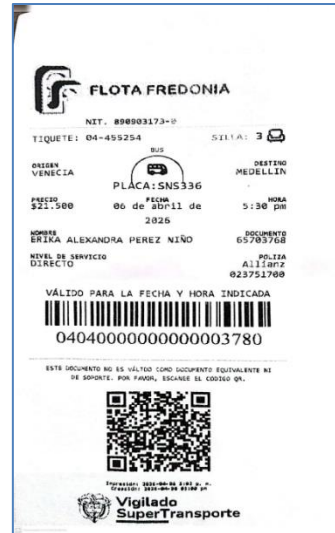 FLOTA FREDONIA
NIT. 890903173-0
TIQUETE: 04-455254 SILLA: 3
BUS
PLACA:SNS336
ORIGEN DESTINO
VENECIA MEDELLIN
PRECIO FECHA HORA
$21.500 06 de abril de 2026 5:30 pm
NOMBRE DOCUMENTO
ERIKA ALEXANDRA PEREZ NIÑO 65703768
NIVEL DE SERVICIO POLIZA
DIRECTO Allianz
023751700
VÁLIDO PARA LA FECHA Y HORA INDICADA
04040000000000003780
ESTE DOCUMENTO NO ES VÁLIDO COMO DOCUMENTO EQUIVALENTE NI
DE SOPORTE. POR FAVOR, ESCANEE EL CODIGO QR.
Vigilado
SuperTransporte